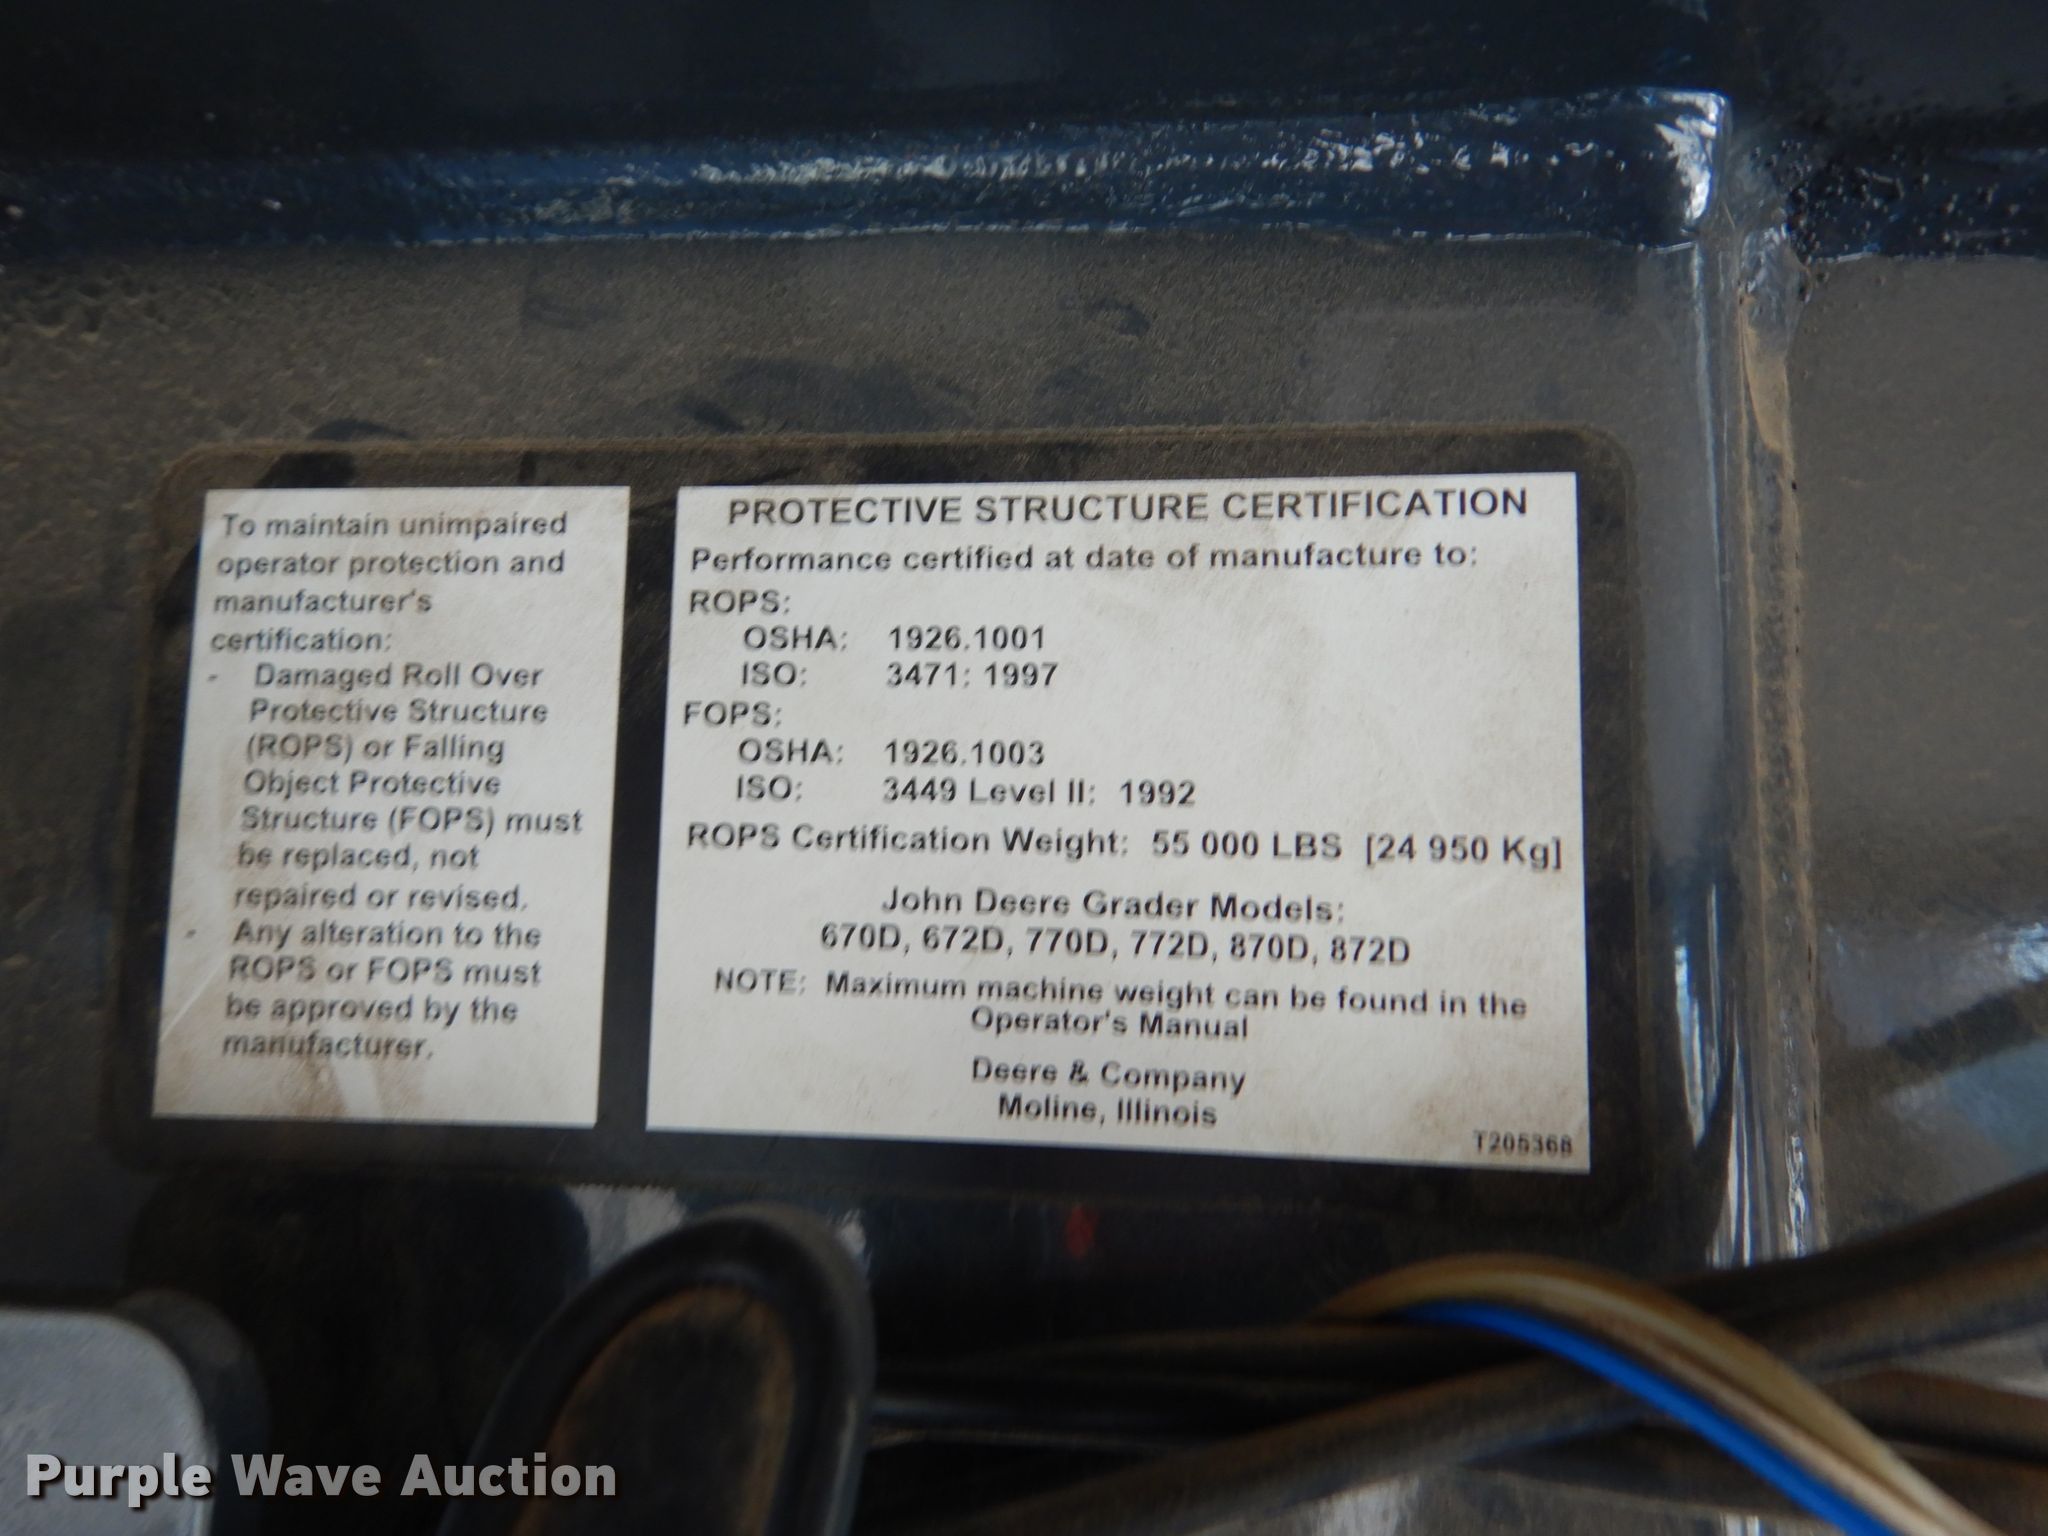 To maintain unimpaired
operator protection and
manufacturer's
certification:
- Damaged Roll Over
Protective Structure
(ROPS) or Falling
Object Protective
Structure (FOPS) must
be replaced, not
repaired or revised.
- Any alteration to the
ROPS or FOPS must
be approved by the
manufacturer.
PROTECTIVE STRUCTURE CERTIFICATION
Performance certified at date of manufacture to:
ROPS:
OSHA: 1926.1001
ISO: 3471: 1997
FOPS:
OSHA: 1926.1003
ISO: 3449 Level II: 1992
ROPS Certification Weight: 55 000 LBS [24 950 Kg]
John Deere Grader Models:
670D, 672D, 770D, 772D, 870D, 872D
NOTE: Maximum machine weight can be found in the
Operator's Manual
Deere & Company
Moline, Illinois
T205368
Purple Wave Auction